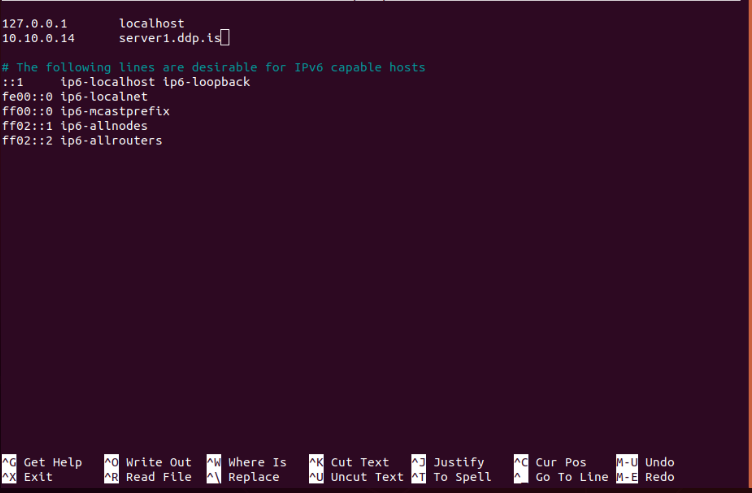 127.0.0.1       localhost
10.10.0.14      server1.ddp.is
# The following lines are desirable for IPv6 capable hosts
::1     ip6-localhost ip6-loopback
fe00::0 ip6-localnet
ff00::0 ip6-mcastprefix
ff02::1 ip6-allnodes
ff02::2 ip6-allrouters
^G Get Help   ^O Write Out  ^W Where Is   ^K Cut Text   ^J Justify    ^C Cur Pos    M-U Undo
^X Exit       ^R Read File  ^\ Replace    ^U Uncut Text ^T To Spell   ^_ Go To Line M-E Redo